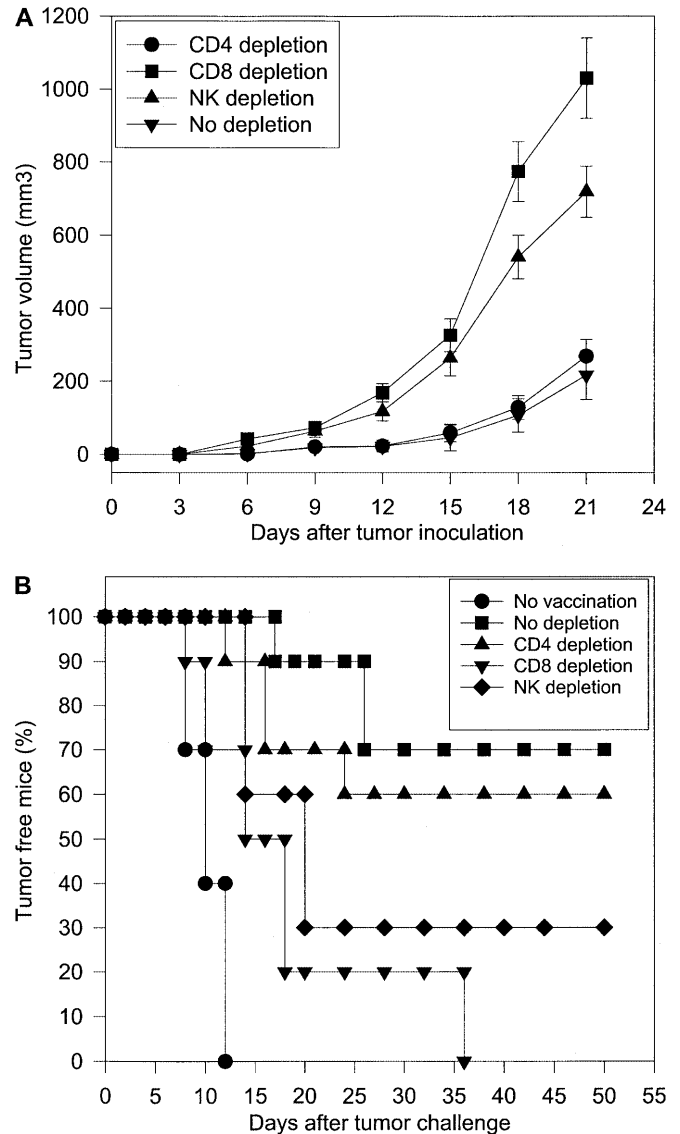 A
1200
1000
800
600
400
200
0
Tumor volume (mm3)
CD4 depletion
CD8 depletion
NK depletion
No depletion
0 3 6 9 12 15 18 21 24
Days after tumor inoculation
B
100
90
80
70
60
50
40
30
20
10
0
Tumor free mice (%)
No vaccination
No depletion
CD4 depletion
CD8 depletion
NK depletion
0 5 10 15 20 25 30 35 40 45 50 55
Days after tumor challenge